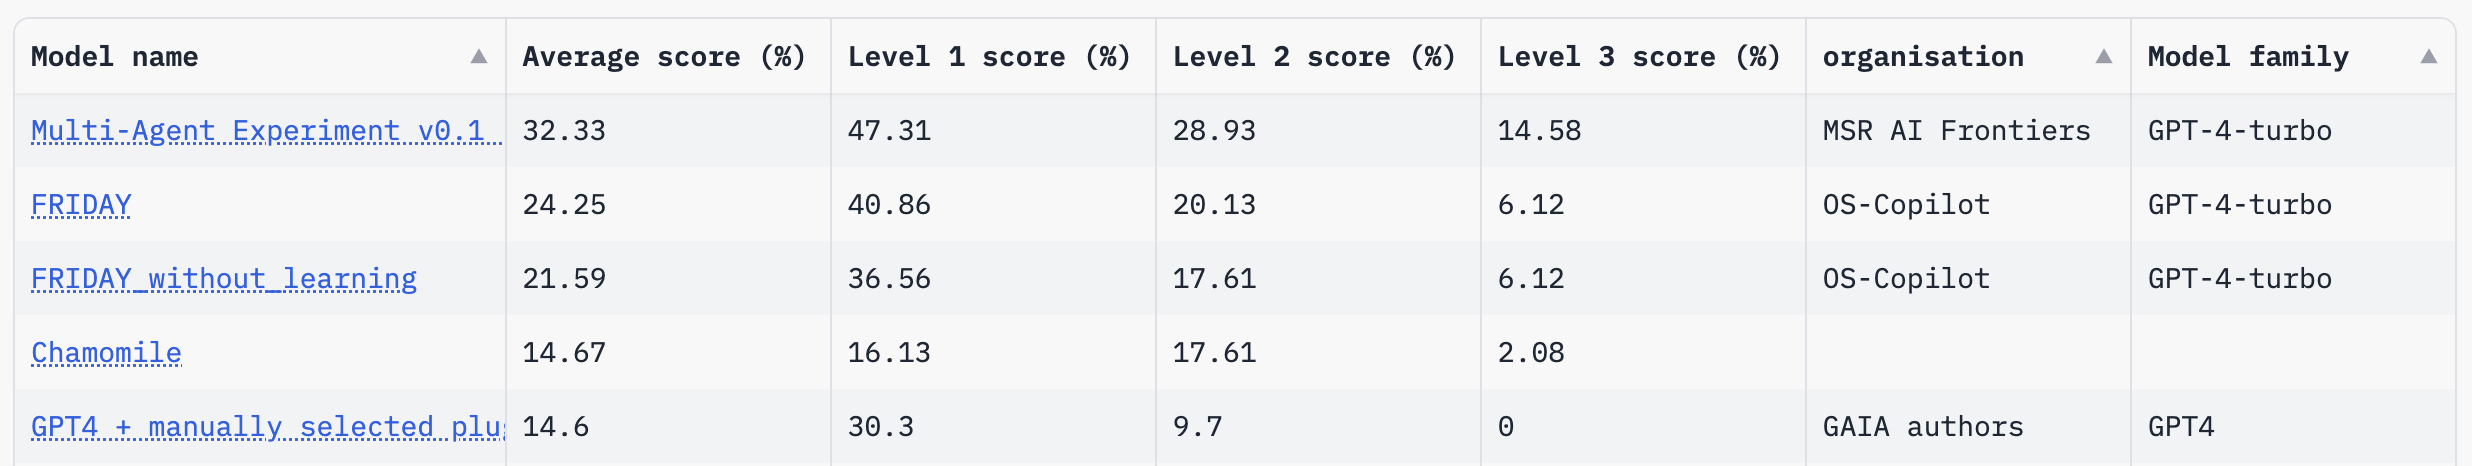 Model name ▲ Average score (%) Level 1 score (%) Level 2 score (%) Level 3 score (%) organisation ▲ Model family ▲
Multi-Agent Experiment v0.1 32.33 47.31 28.93 14.58 MSR AI Frontiers GPT-4-turbo
FRIDAY 24.25 40.86 20.13 6.12 OS-Copilot GPT-4-turbo
FRIDAY_without_learning 21.59 36.56 17.61 6.12 OS-Copilot GPT-4-turbo
Chamomile 14.67 16.13 17.61 2.08
GPT4 + manually selected 14.6 30.3 9.7 0 GAIA authors GPT4